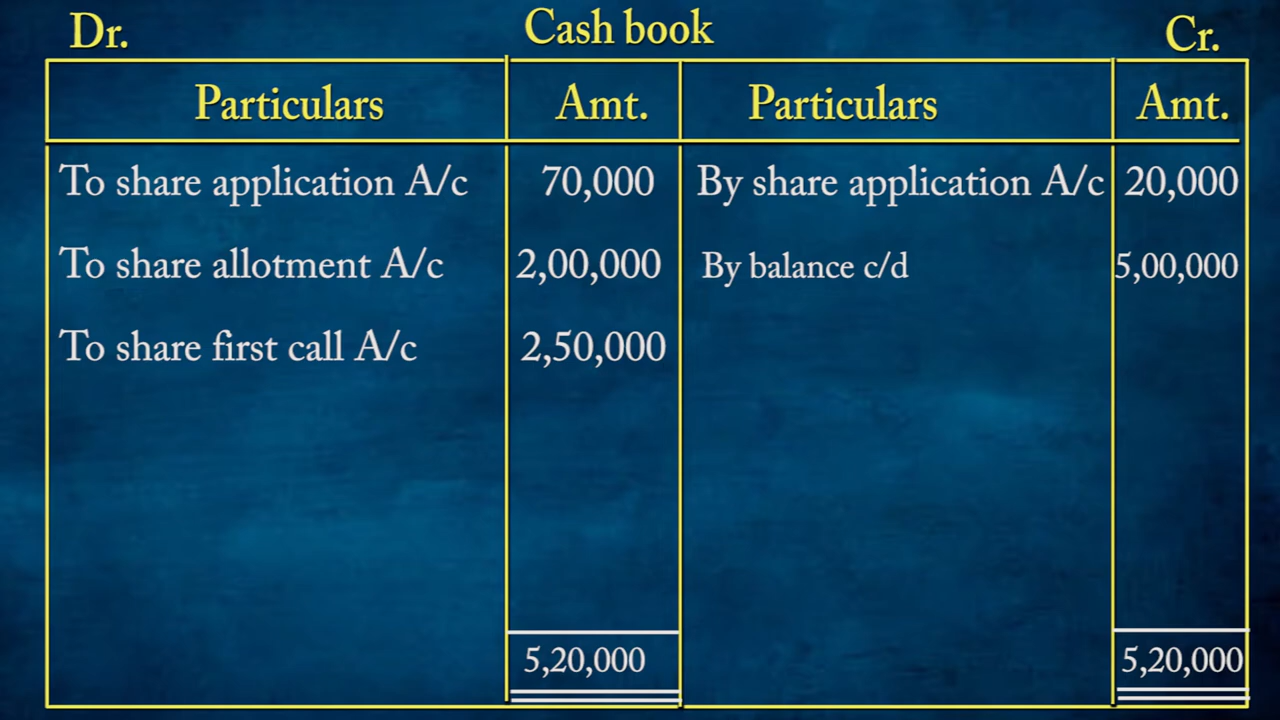 Dr. Cash book Cr.
Particulars Amt. Particulars Amt.
To share application A/c 70,000 By share application A/c 20,000
To share allotment A/c 2,00,000 By balance c/d 5,00,000
To share first call A/c 2,50,000
5,20,000 5,20,000